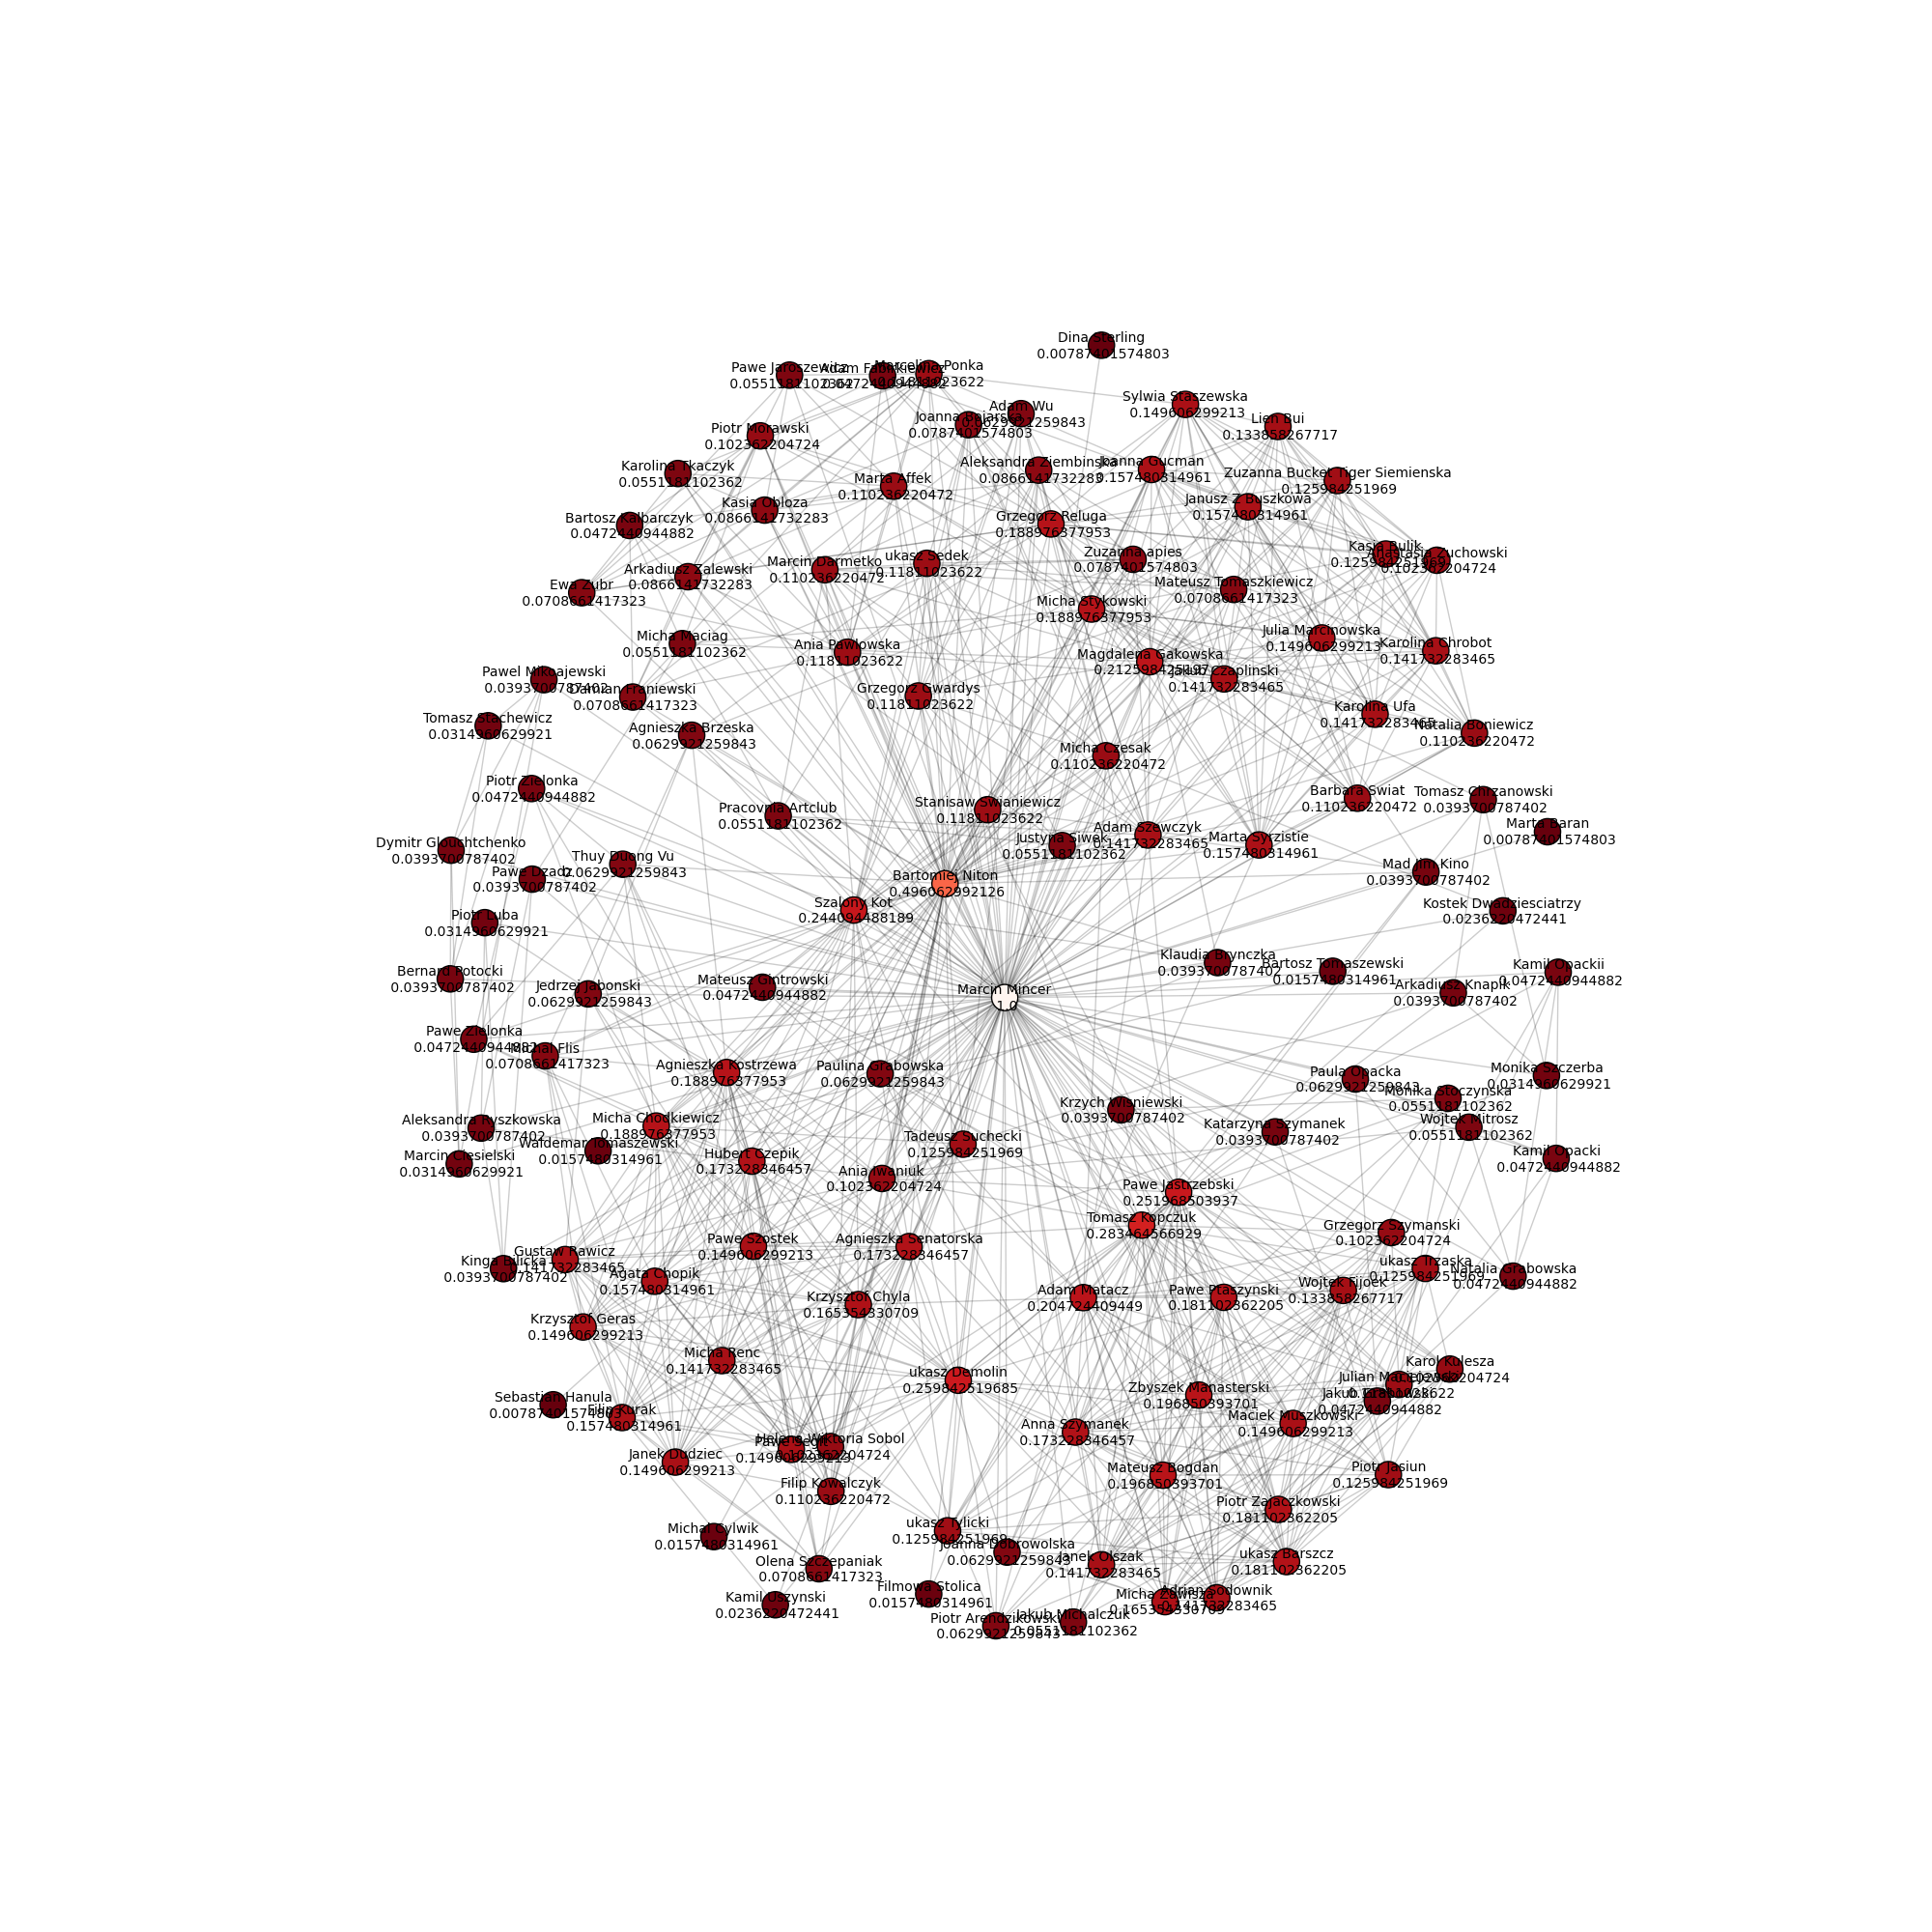 Dina Sterling
0.00787401574803
Pawe Jaroszewicz
0.0551181102362
Adam Fabirkiewicz
0.0472440944882
Marcelina Ponka
0.11811023622
Sylwia Staszewska
0.149606299213
Adam Wu
0.0629921259843
Joanna Bajarska
0.0787401574803
Lien Bui
0.133858267717
Piotr Morawski
0.102362204724
Karolina Tkaczyk
0.0551181102362
Aleksandra Ziembinska
0.0866141732283
Joanna Gucman
0.157480314961
Zuzanna Bucket Tiger Siemienska
0.125984251969
Marta Affek
0.110236220472
Kasia Obloza
0.0866141732283
Janusz Z Buszkowa
0.157480314961
Bartosz Kalbarczyk
0.0472440944882
Grzegorz Reluga
0.188976377953
Kasia Bulik
0.125984251969
Anastasia Zuchowski
0.102362204724
Zuzanna apies
0.0787401574803
ukasz Sedek
0.11811023622
Marcin Darmetko
0.110236220472
Arkadiusz Zalewski
0.0866141732283
Ewa Zubr
0.0708661417323
Mateusz Tomaszkiewicz
0.0708661417323
Micha Stykowski
0.188976377953
Julia Marcinowska
0.149606299213
Micha Maciag
0.0551181102362
Ania Pawlowska
0.11811023622
Karolina Chrobot
0.141732283465
Magdalena Gakowska
0.212598425197
Jakub Czaplinski
0.141732283465
Pawel Mikoajewski
0.0393700787402
Damian Franiewski
0.0708661417323
Grzegorz Gwardys
0.11811023622
Karolina Ufa
0.141732283465
Tomasz Stachewicz
0.0314960629921
Natalia Boniewicz
0.110236220472
Agnieszka Brzeska
0.0629921259843
Micha Czesak
0.110236220472
Piotr Zielonka
0.0472440944882
Barbara Swiat
0.110236220472
Tomasz Chrzanowski
0.0393700787402
Stanisaw Swianiewicz
0.11811023622
Pracovnia Artclub
0.0551181102362
Marta Baran
0.00787401574803
Adam Szewczyk
0.141732283465
Justyna Siwek
0.0551181102362
Marta Syrzistie
0.157480314961
Dymitr Glouchtchenko
0.0393700787402
Thuy Duong Vu
0.0629921259843
Mad Jim Kino
0.0393700787402
Pawe Dzadz
0.0393700787402
Bartomiej Niton
0.496062992126
Szalony Kot
0.244094488189
Kostek Dwadziesciatrzy
0.0236220472441
Piotr Luba
0.0314960629921
Klaudia Brynczka
0.0393700787402
Bartosz Tomaszewski
0.0157480314961
Kamil Opackii
0.0472440944882
Bernard Potocki
0.0393700787402
Mateusz Gintrowski
0.0472440944882
Jedrzej Jabonski
0.0629921259843
Arkadiusz Knapik
0.0393700787402
Marcin Mincer
1.0
Pawe Zielonka
0.0472440944882
Michal Flis
0.0708661417323
Agnieszka Kostrzewa
0.188976377953
Paulina Grabowska
0.0629921259843
Paula Opacka
0.0629921259843
Monika Szczerba
0.0314960629921
Monika Stoczynska
0.0551181102362
Krzych Wisniewski
0.0393700787402
Wojtek Mitrosz
0.0551181102362
Aleksandra Ryszkowska
0.0393700787402
Micha Chodkiewicz
0.188976377953
Katarzyna Szymanek
0.0393700787402
Tadeusz Suchecki
0.125984251969
Waldemar Tomaszewski
0.0157480314961
Marcin Ciesielski
0.0314960629921
Hubert Czepik
0.173228346457
Kamil Opacki
0.0472440944882
Ania Iwaniuk
0.102362204724
Pawe Jastrzebski
0.251968503937
Tomasz Kopczuk
0.283464566929
Grzegorz Szymanski
0.102362204724
Pawe Szostek
0.149606299213
Agnieszka Senatorska
0.173228346457
Gustaw Rawicz
0.141732283465
Kinga Bilicka
0.0393700787402
ukasz Trzaska
0.125984251969
Natalia Grabowska
0.0472440944882
Agata Chopik
0.157480314961
Adam Matacz
0.204724409449
Pawe Ptaszynski
0.181102362205
Wojtek Fijoek
0.133858267717
Krzysztof Chyla
0.165354330709
Krzysztof Geras
0.149606299213
Micha Renc
0.141732283465
Karol Kulesza
0.102362204724
ukasz Demolin
0.259842519685
Julian Maciejewski
0.11811023622
Zbyszek Manasterski
0.196850393701
Jakub
0.0472440944882
Sebastian Hanula
0.00787401574803
Filip Kurak
0.157480314961
Maciek Muszkowski
0.149606299213
Anna Szymanek
0.173228346457
Helena Wiktoria Sobol
0.102362204724
Pawe Segit
0.149606299213
Janek Dudziec
0.149606299213
Mateusz Bogdan
0.196850393701
Piotr Jasiun
0.125984251969
Filip Kowalczyk
0.110236220472
Piotr Zajaczkowski
0.181102362205
ukasz Tylicki
0.125984251969
Michal Cylwik
0.0157480314961
Joanna Dobrowolska
0.0629921259843
Janek Olszak
0.141732283465
ukasz Barszcz
0.181102362205
Olena Szczepaniak
0.0708661417323
Filmowa Stolica
0.0157480314961
Micha Zawisza
0.165354330709
Adrian Sodownik
0.141732283465
Kamil Uszynski
0.0236220472441
Piotr Arendzikowski
0.0629921259843
Jakub Michalczuk
0.0551181102362